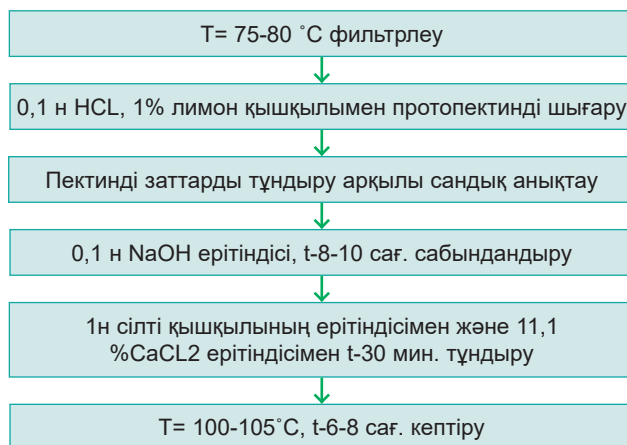 T= 75-80 ˚C фильтрлеу
0,1 н HCL, 1% лимон қышқылымен протопектинді шығару
Пектинді заттарды тұндыру арқылы сандық анықтау
0,1 н NaOH ерітіндісі, t-8-10 сағ. сабындандыру
1н сілті қышқылының ерітіндісімен және 11,1
%CaCL2 ерітіндісімен t-30 мин. тұндыру
T= 100-105˚C, t-6-8 сағ. кептіру